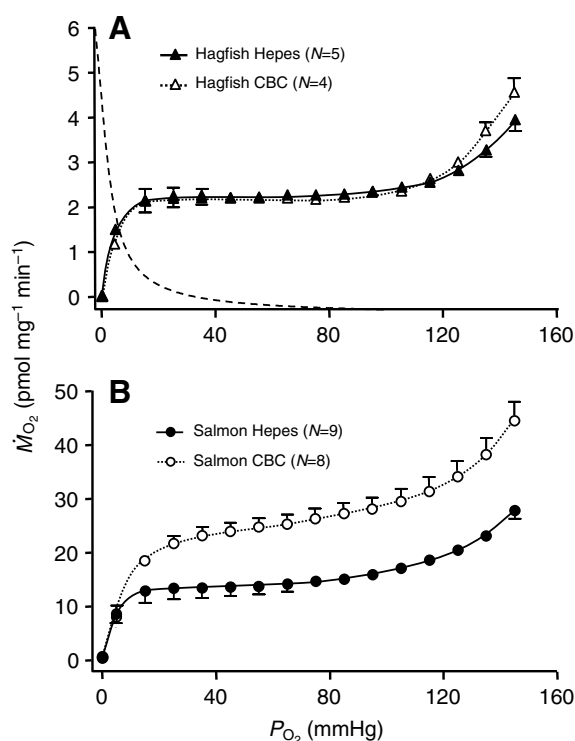 A
6
5
4
3
2
1
0
Hagfish Hepes (N=5)
Hagfish CBC (N=4)
0 40 80 120 160
B
50
40
30
20
10
0
Salmon Hepes (N=9)
Salmon CBC (N=8)
0 40 80 120 160
ṀO₂ (pmol mg⁻¹ min⁻¹)
PO₂ (mmHg)